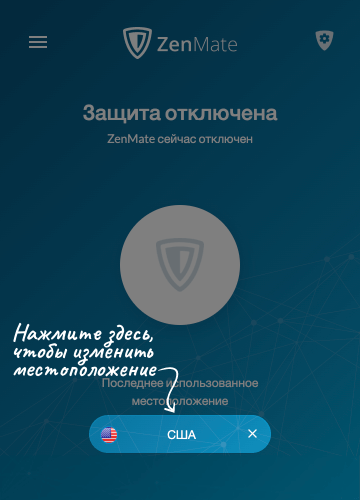 ZenMate
Защита отключена
ZenMate сейчас отключен
Нажмите здесь,
чтобы изменить
местоположение
Последнее использованное
местоположение
США